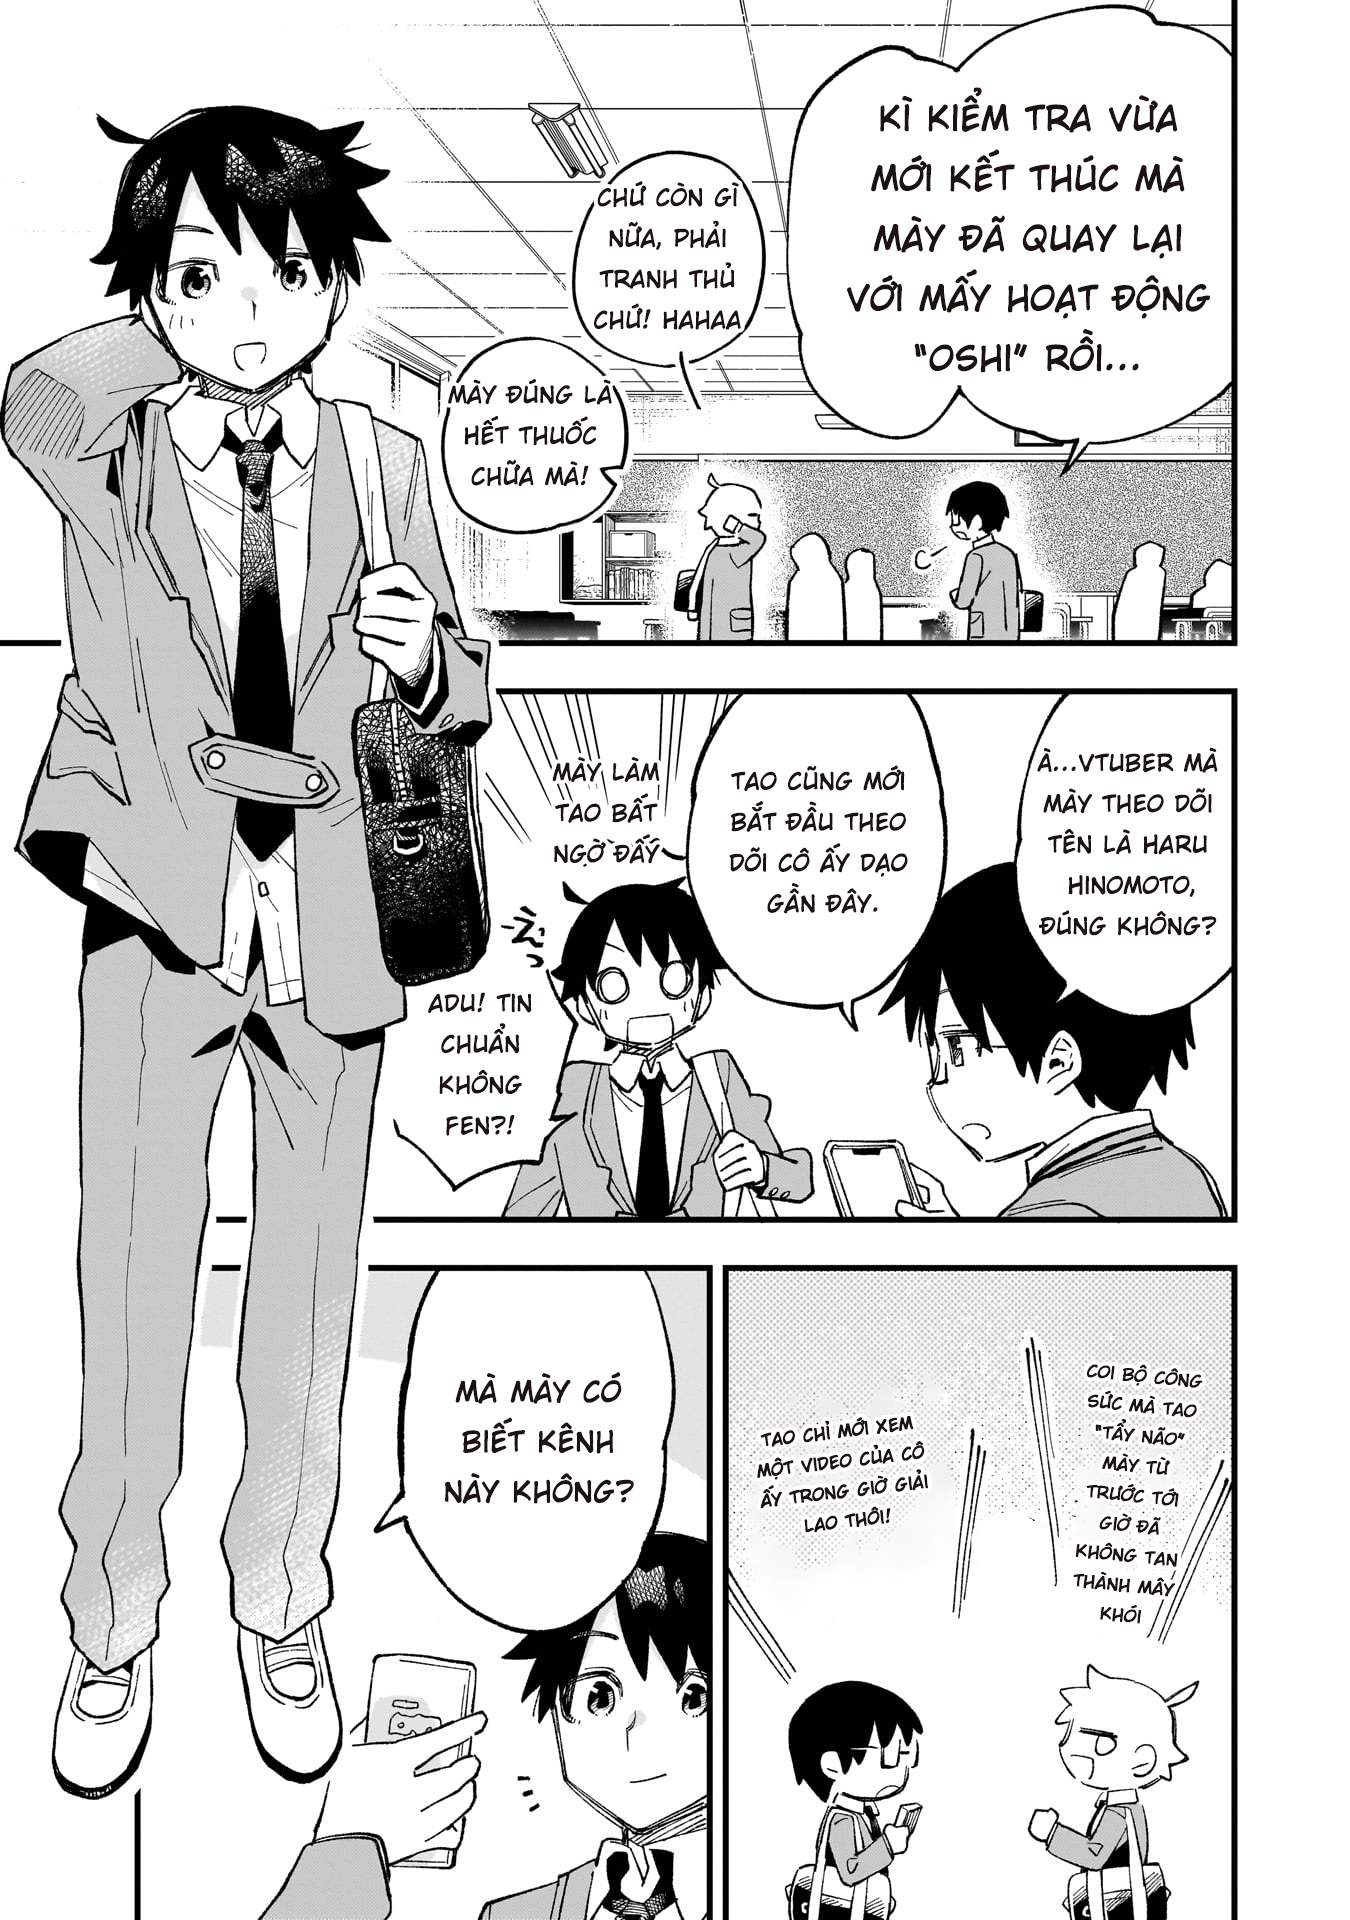 KÌ KIỂM TRA VỪA
MỚI KẾT THÚC MÀ
MÀY ĐÃ QUAY LẠI
VỚI MẤY HOẠT ĐỘNG
"OSHI" RỒI...
CHỨ CÒN GÌ
NỮA, PHẢI
TRANH THỦ
CHỨ! HAHAA
MÀY ĐÚNG LÀ
HẾT THUỐC
CHỮA MÀ!
À...VTUBER MÀ
MÀY THEO DÕI
TÊN LÀ HARU
HINOMOTO,
ĐÚNG KHÔNG?
TAO CŨNG MỚI
BẮT ĐẦU THEO
DÕI CÔ ẤY DẠO
GẦN ĐÂY.
MÀY LÀM
TAO BẤT
NGỜ ĐẤY
えっ
ADU! TIN
CHUẨN
KHÔNG
FEN?!
COI BỘ CÔNG
SỨC MÀ TAO
"TẨY NÃO"
MÀY TỪ
TRƯỚC TỚI
GIỜ ĐÃ
KHÔNG TAN
THÀNH MÂY
KHÓI
TAO CHỈ MỚI XEM
MỘT VIDEO CỦA CÔ
ẤY TRONG GIỜ GIẢI
LAO THÔI!
MÀ MÀY CÓ
BIẾT KÊNH
NÀY KHÔNG?